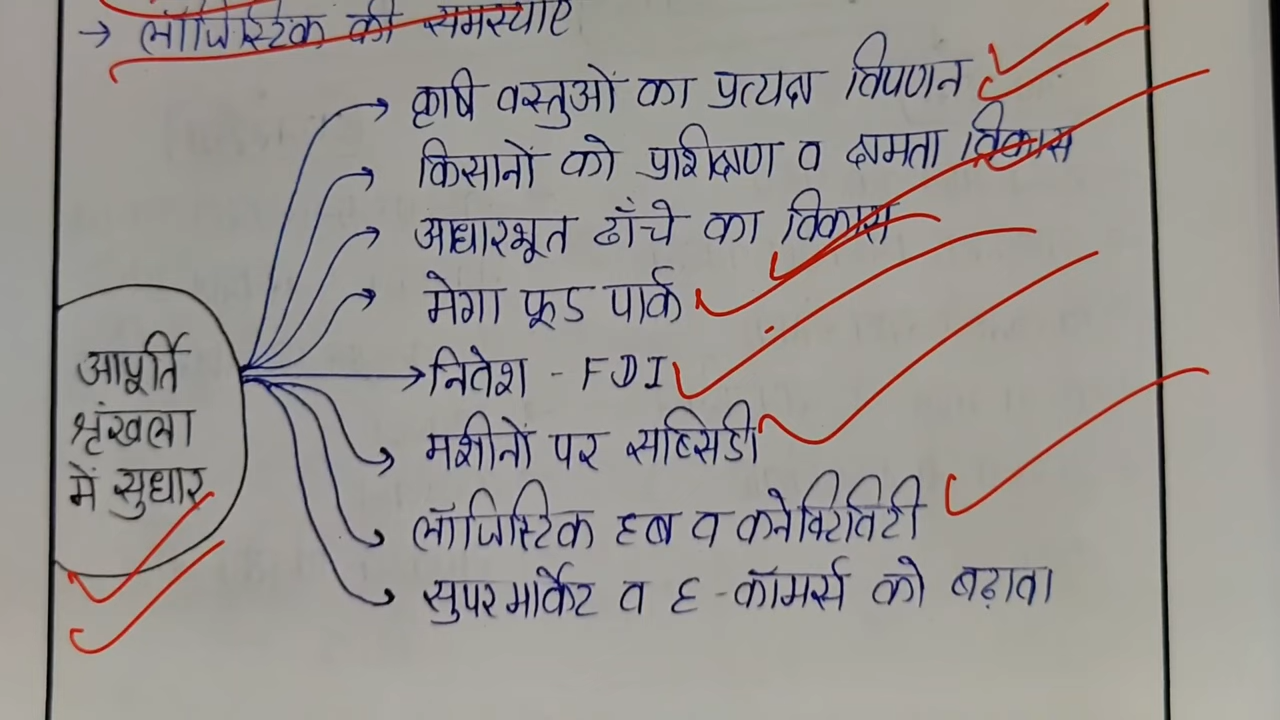 → लॉजिस्टिक की समस्याएं
→ कृषि वस्तुओं का प्रत्यक्ष विपणन
→ किसानों को प्रशिक्षण व क्षमता विकास
→ आधारभूत ढाँचे का विकास
→ मेगा फूड पार्क
→ निवेश - FDI
→ मशीनों पर सब्सिडी
→ लॉजिस्टिक हब व कनेक्टिविटी
→ सुपरमार्केट व ई-कॉमर्स को बढ़ावा
आपूर्ति
शृंखला
में सुधार